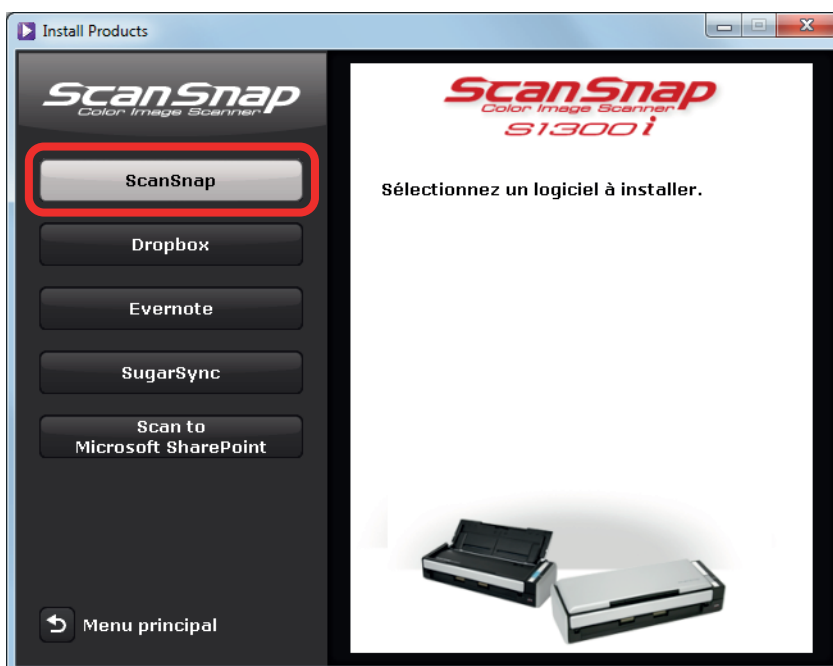 Install Products
ScanSnap
Color Image Scanner
ScanSnap
Dropbox
Evernote
SugarSync
Scan to
Microsoft SharePoint
Menu principal
ScanSnap
Color Image Scanner
S1300i
Sélectionnez un logiciel à installer.